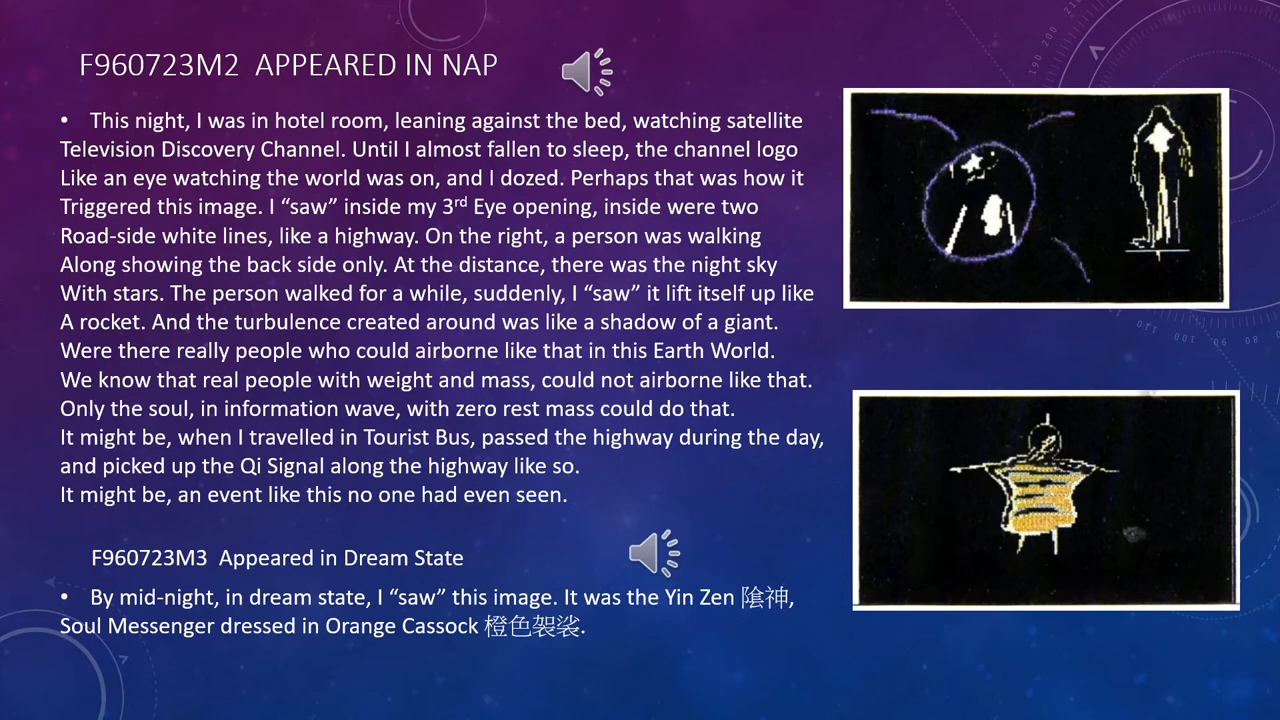 F960723M2 APPEARED IN NAP
• This night, I was in hotel room, leaning against the bed, watching satellite
Television Discovery Channel. Until I almost fallen to sleep, the channel logo
Like an eye watching the world was on, and I dozed. Perhaps that was how it
Triggered this image. I “saw” inside my 3rd Eye opening, inside were two
Road-side white lines, like a highway. On the right, a person was walking
Along showing the back side only. At the distance, there was the night sky
With stars. The person walked for a while, suddenly, I “saw” it lift itself up like
A rocket. And the turbulence created around was like a shadow of a giant.
Were there really people who could airborne like that in this Earth World.
We know that real people with weight and mass, could not airborne like that.
Only the soul, in information wave, with zero rest mass could do that.
It might be, when I travelled in Tourist Bus, passed the highway during the day,
and picked up the Qi Signal along the highway like so.
It might be, an event like this no one had even seen.
F960723M3 Appeared in Dream State
• By mid-night, in dream state, I “saw” this image. It was the Yin Zen 陰神,
Soul Messenger dressed in Orange Cassock 橙色袈裟.
190 200 210
120 110 100 90 80